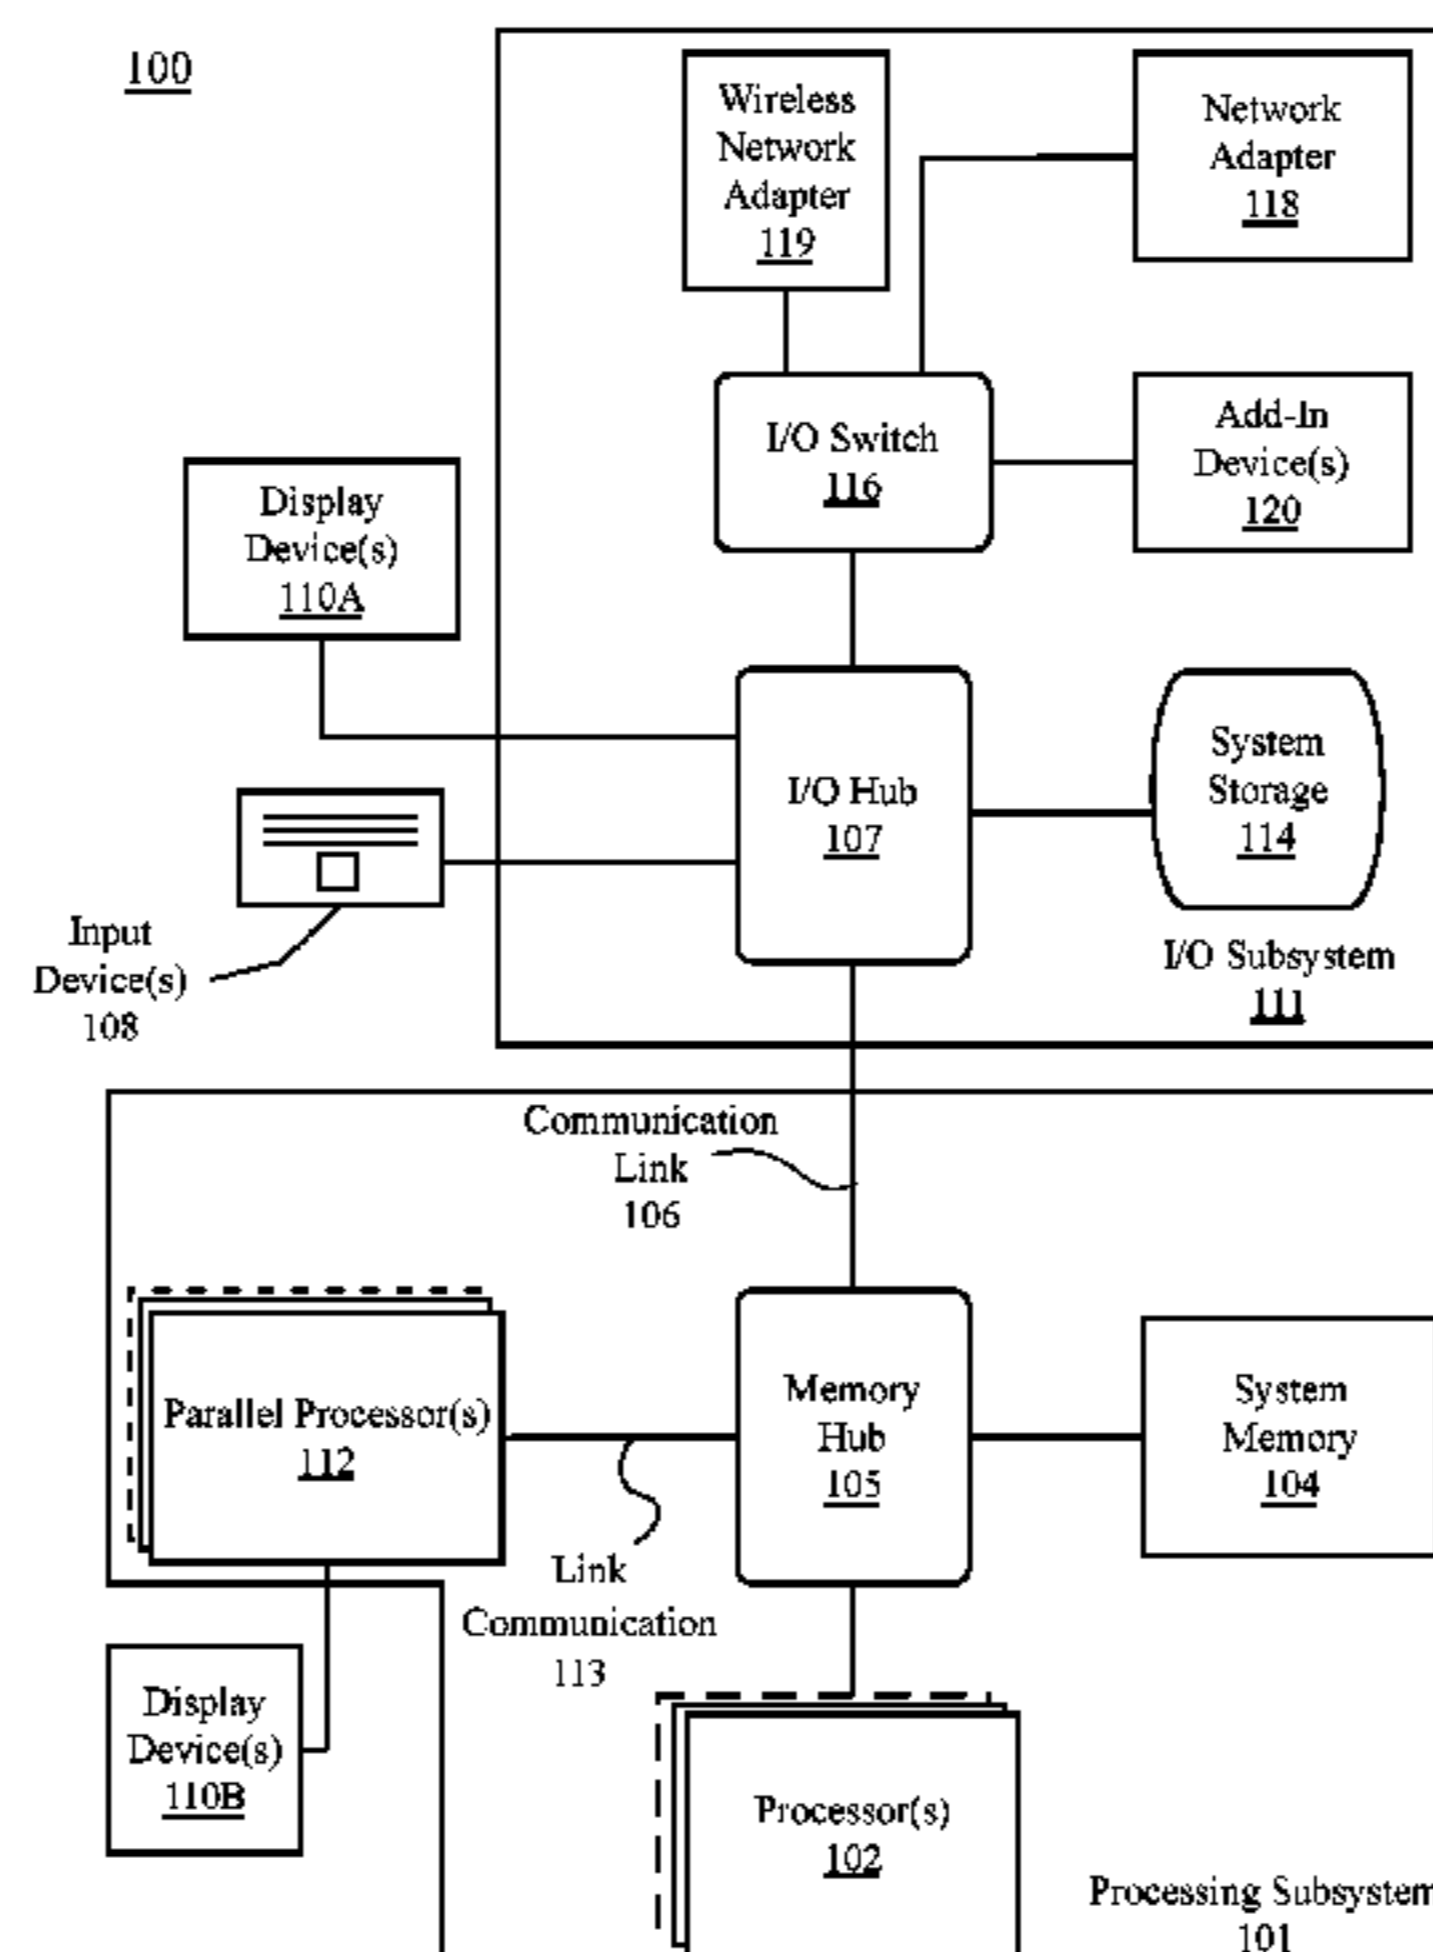 100
Wireless
Network
Adapter
119
Network
Adapter
118
I/O Switch
116
Add-In
Device(s)
120
Display
Device(s)
110A
I/O Hub
107
System
Storage
114
Input
Device(s)
108
I/O Subsystem
111
Communication
Link
106
Parallel Processor(s)
112
Memory
Hub
105
System
Memory
104
Link
Communication
113
Display
Device(s)
110B
Processor(s)
102
Processing Subsystem
101